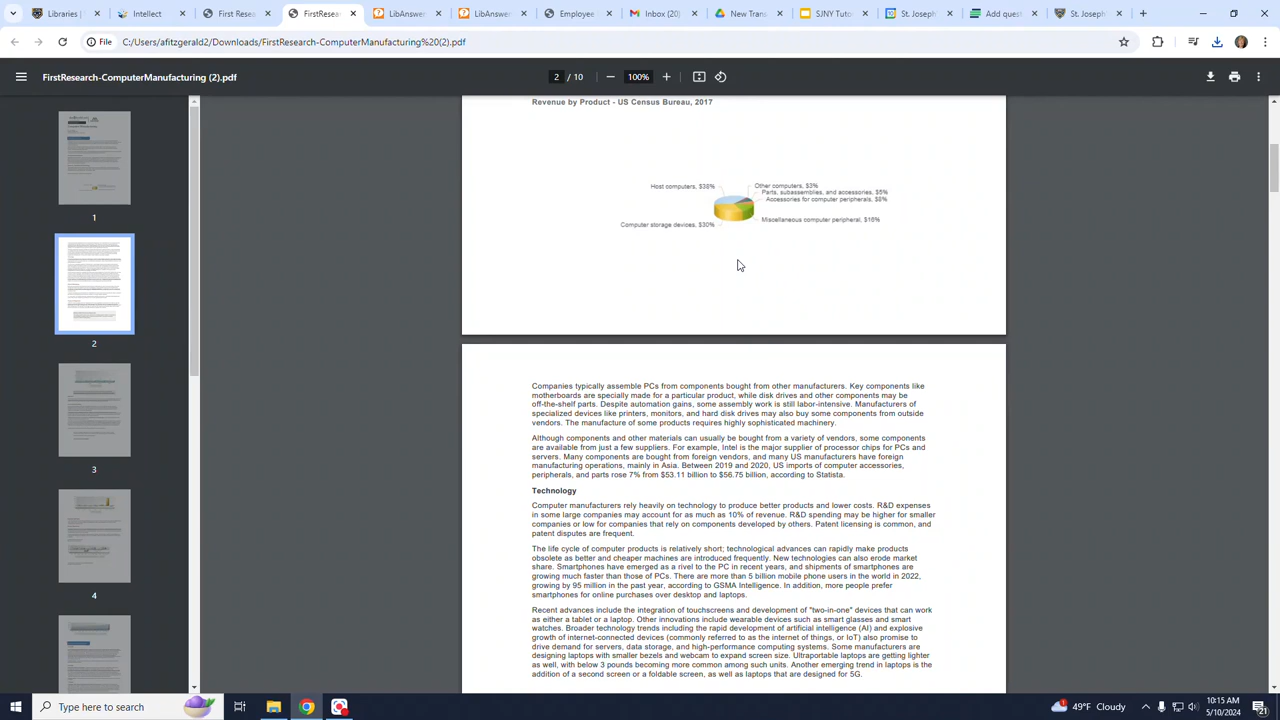 Libraries |
Intellect
First Resea
FirstResear
LibAnswer
LibAnswer
Employee
Inbox (20)
New Trans
SJNY Tutor
St. Joseph
Add quest
St. Joseph
File
C:/Users/afitzgerald2/Downloads/FirstResearch-ComputerManufacturing%20(2).pdf
FirstResearch-ComputerManufacturing (2).pdf
2 / 10
100%
1
2
3
4
Revenue by Product - US Census Bureau, 2017
Host computers, $38%
Other computers, $3%
Parts, subassemblies, and accessories, $5%
Accessories for computer peripherals, $8%
Miscellaneous computer peripheral, $16%
Computer storage devices, $30%
Companies typically assemble PCs from components bought from other manufacturers. Key components like
motherboards are specially made for a particular product, while disk drives and other components may be
off-the-shelf parts. Despite automation gains, some assembly work is still labor-intensive. Manufacturers of
specialized devices like printers, monitors, and hard disk drives may also buy some components from outside
vendors. The manufacture of some products requires highly sophisticated machinery.
Although components and other materials can usually be bought from a variety of vendors, some components
are available from just a few suppliers. For example, Intel is the major supplier of processor chips for PCs and
servers. Many components are bought from foreign vendors, and many US manufacturers have foreign
manufacturing operations, mainly in Asia. Between 2019 and 2020, US imports of computer accessories,
peripherals, and parts rose 7% from $53.11 billion to $56.75 billion, according to Statista.
Technology
Computer manufacturers rely heavily on technology to produce better products and lower costs. R&D expenses
in some large companies may account for as much as 10% of revenue. R&D spending may be higher for smaller
companies or low for companies that rely on components developed by others. Patent licensing is common, and
patent disputes are frequent.
The life cycle of computer products is relatively short; technological advances can rapidly make products
obsolete as better and cheaper machines are introduced frequently. New technologies can also erode market
share. Smartphones have emerged as a rivel to the PC in recent years, and shipments of smartphones are
growing much faster than those of PCs. There are more than 5 billion mobile phone users in the world in 2022,
growing by 95 million in the past year, according to GSMA Intelligence. In addition, more people prefer
smartphones for online purchases over desktop and laptops.
Recent advances include the integration of touchscreens and development of "two-in-one" devices that can work
as either a tablet or a laptop. Other innovations include wearable devices such as smart glasses and smart
watches. Broader technology trends including the rapid development of artificial intelligence (AI) and explosive
growth of internet-connected devices (commonly referred to as the internet of things, or IoT) also promise to
drive demand for servers, data storage, and high-performance computing systems. Some manufacturers are
designing laptops with smaller bezels and webcam to expand screen size. Ultraportable laptops are getting lighter
as well, with below 3 pounds becoming more common among such units. Another emerging trend in laptops is the
addition of a second screen or a foldable screen, as well as laptops that are designed for 5G.
Type here to search
49°F Cloudy
10:15 AM
5/10/2024
21